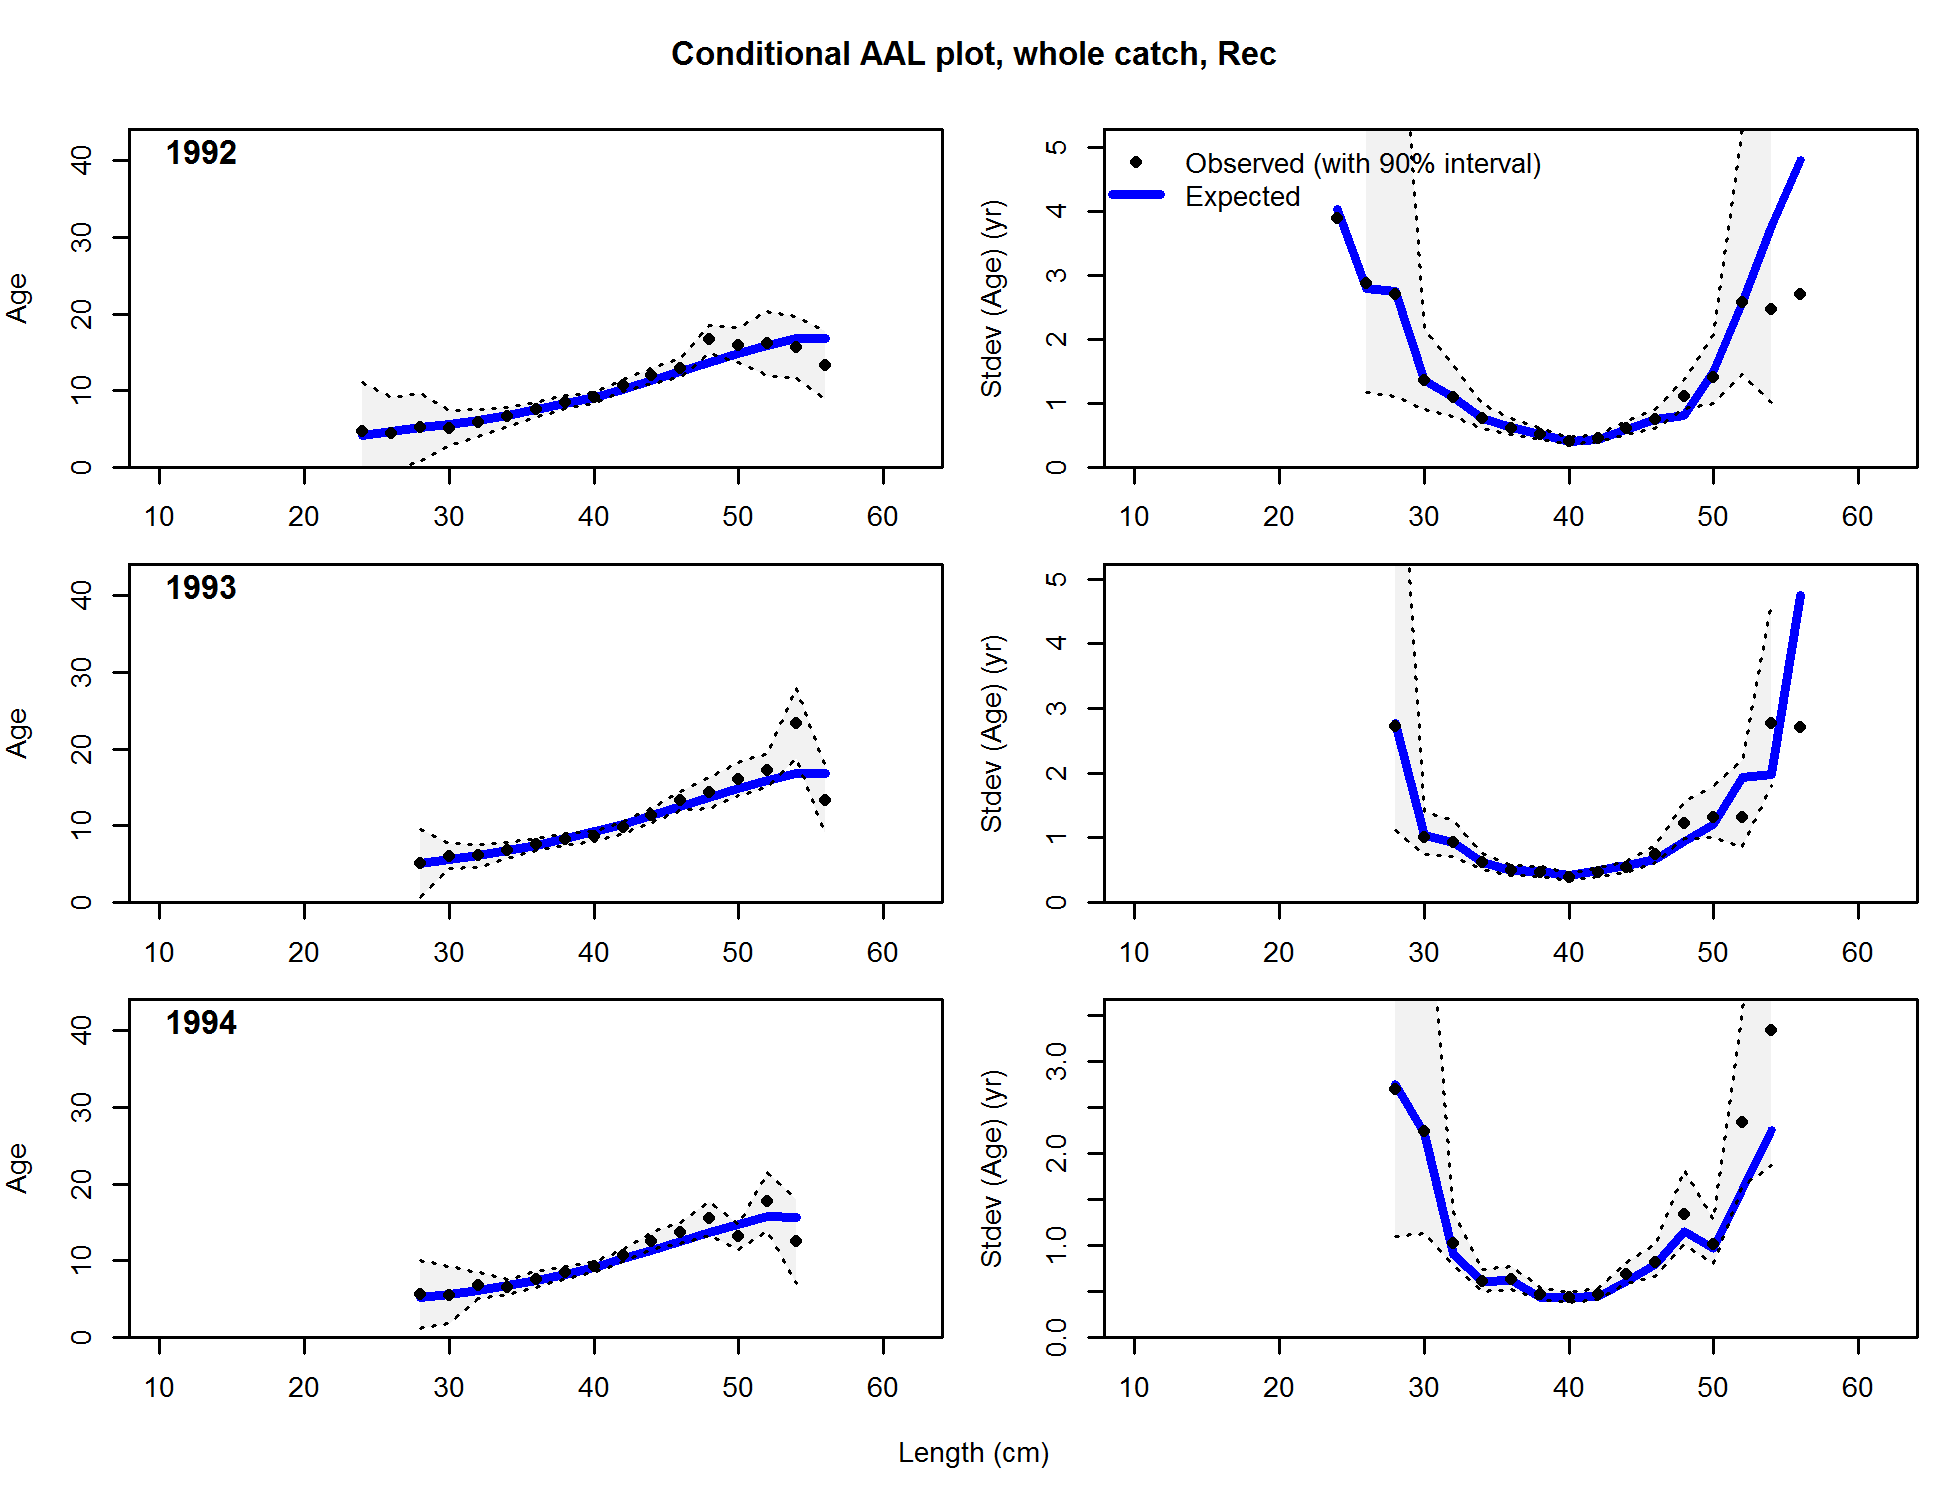 Conditional AAL plot, whole catch, Rec
1992
Age
0 10 20 30 40
10 20 30 40 50 60
Observed (with 90% interval)
Expected
Stdev (Age) (yr)
0 1 2 3 4 5
10 20 30 40 50 60
1993
Age
0 10 20 30 40
10 20 30 40 50 60
Stdev (Age) (yr)
0 1 2 3 4 5
10 20 30 40 50 60
1994
Age
0 10 20 30 40
10 20 30 40 50 60
Stdev (Age) (yr)
0.0 1.0 2.0 3.0
10 20 30 40 50 60
Length (cm)